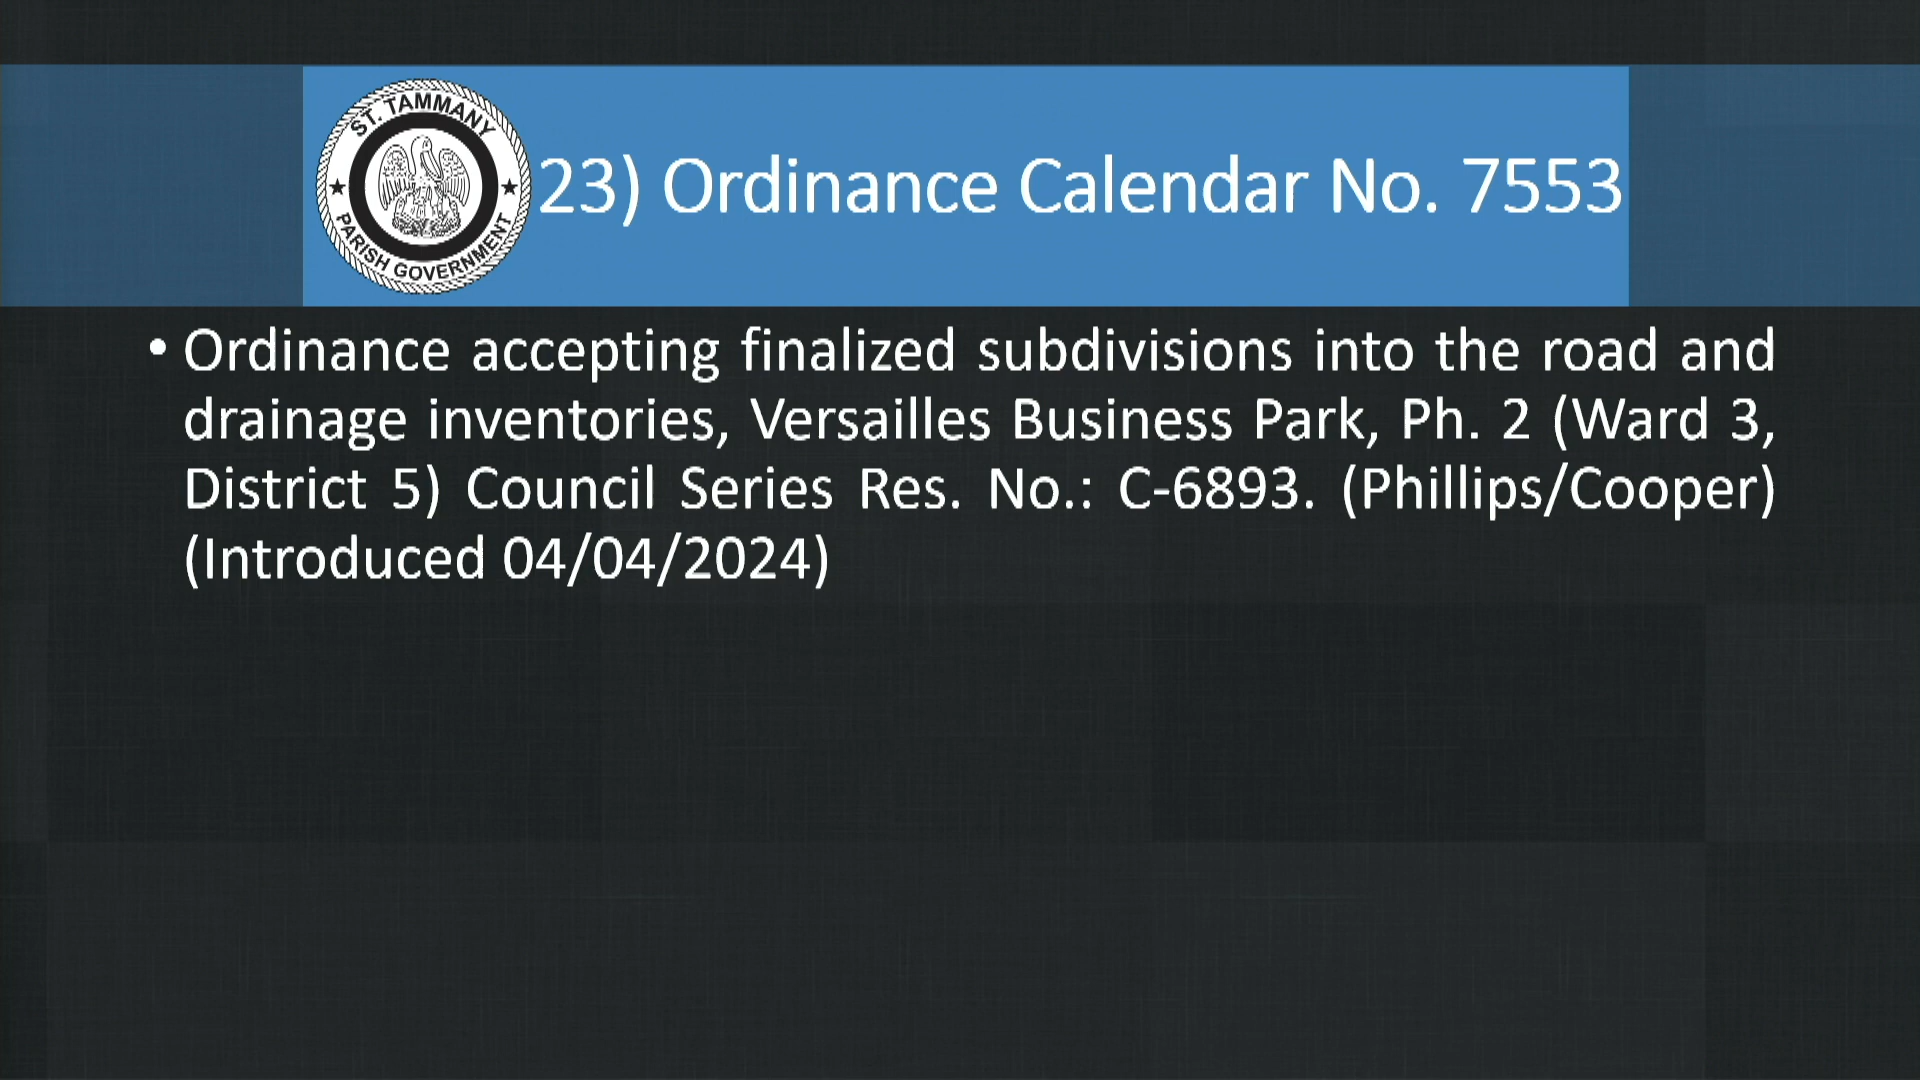 ST. TAMMANY
PARISH GOVERNMENT
23) Ordinance Calendar No. 7553
• Ordinance accepting finalized subdivisions into the road and
drainage inventories, Versailles Business Park, Ph. 2 (Ward 3,
District 5) Council Series Res. No.: C-6893. (Phillips/Cooper)
(Introduced 04/04/2024)